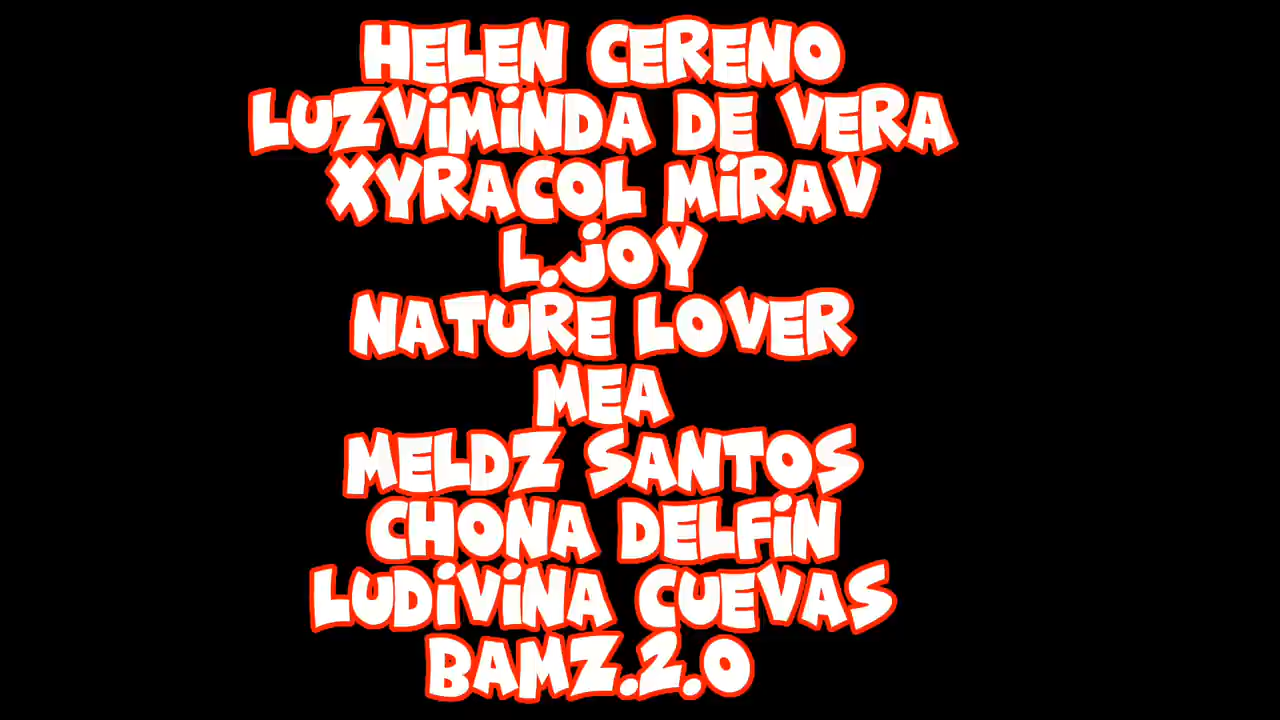 HELEN CERENO
LUZViMiNDA DE VERA
XYRACOL MiRAV
L.JOY
NATURE LOVER
MEA
MELDZ SANTOS
CHONA DELFiN
LUDiViNA CUEVAS
BAMZ.2.0